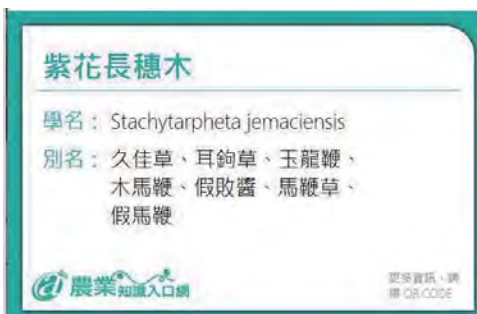 紫花長穗木
學名：Stachytarpheta jemaciensis
別名：久佳草、耳鉤草、玉龍鞭、
木馬鞭、假敗醬、馬鞭草、
假馬鞭
農業知識入口網
更多資訊，請
掃 QR CODE